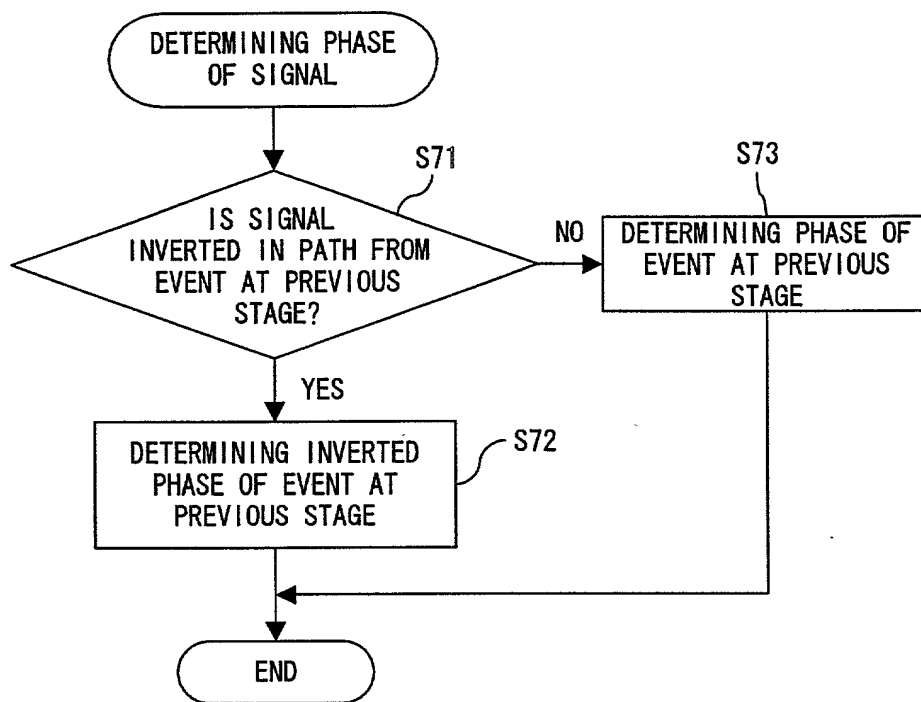 DETERMINING PHASE
OF SIGNAL
S71
IS SIGNAL
INVERTED IN PATH FROM
EVENT AT PREVIOUS
STAGE?
NO
S73
DETERMINING PHASE OF
EVENT AT PREVIOUS
STAGE
YES
S72
DETERMINING INVERTED
PHASE OF EVENT AT
PREVIOUS STAGE
END